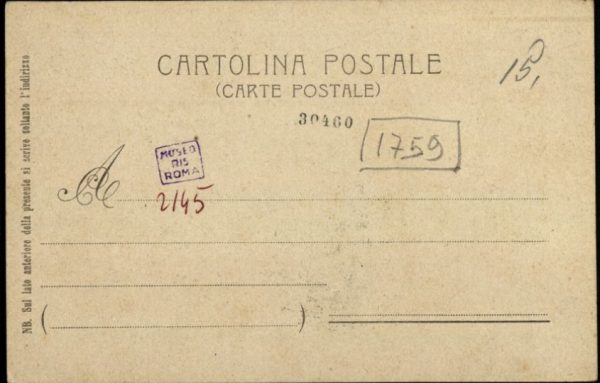 CARTOLINA POSTALE
(CARTE POSTALE)
15,
30460
1759
MUSEO
RIS
ROMA
2145
A
( )
NB. Sul lato anteriore della presente si scrive soltanto l'indirizzo